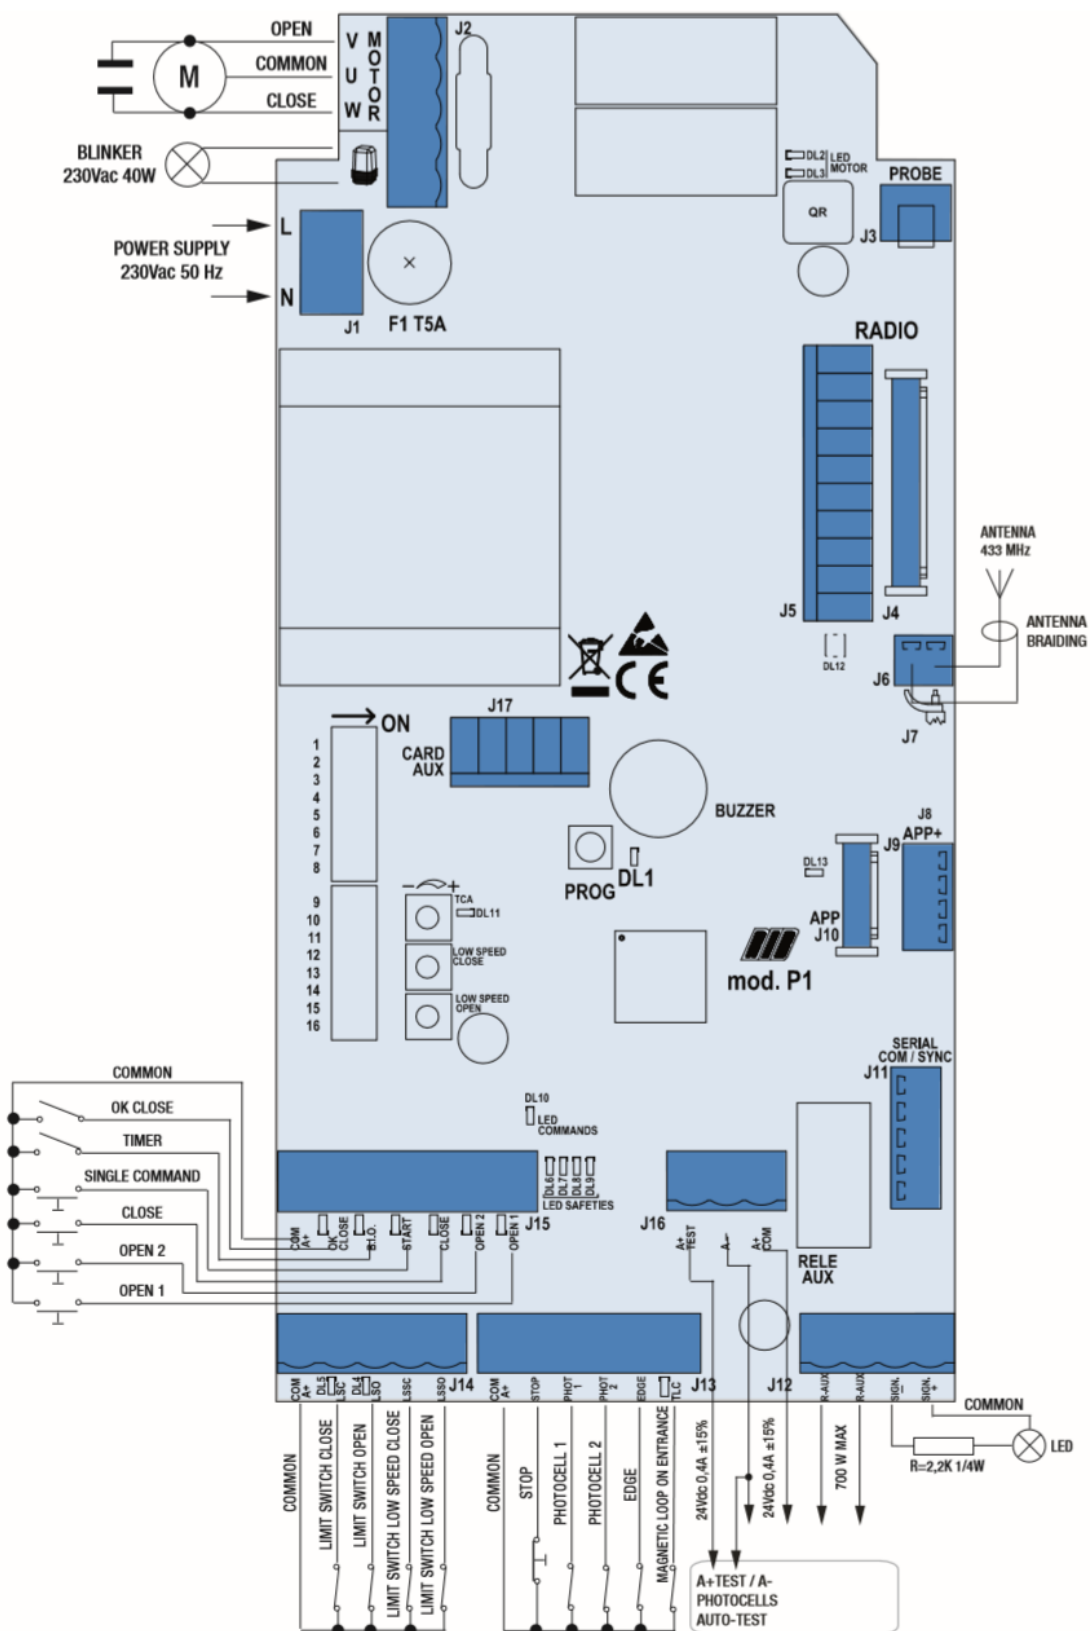 OPEN
COMMON
CLOSE
M
V
U
W
MOTOR
J2
BLINKER
230Vac 40W
DL2
DL3
LED
MOTOR
PROBE
QR
J3
L
POWER SUPPLY
230Vac 50 Hz
N
J1
F1 T5A
RADIO
J5
J4
ANTENNA
433 MHz
ANTENNA
BRAIDING
DL12
J6
J7
CE
ON
J17
CARD
AUX
1
2
3
4
5
6
7
8
9
10
11
12
13
14
15
16
BUZZER
PROG
DL1
J8
APP+
J9
DL13
APP
J10
− +
TCA
DL11
LOW SPEED
CLOSE
LOW SPEED
OPEN
mod. P1
SERIAL
COM / SYNC
J11
COMMON
OK CLOSE
TIMER
SINGLE COMMAND
CLOSE
OPEN 2
OPEN 1
DL10
LED
COMMANDS
DL6
DL7
DL8
DL9
LED SAFETIES
J15
COM
A+
OK
CLOSE
B.I.O.
START
CLOSE
OPEN 2
OPEN 1
J16
A+
TEST
A-
A+
COM
RELE
AUX
J14
COM
A+
DL5
LSC
DL4
LSO
LSSC
LSSO
J13
COM
A+
STOP
PHOT
1
PHOT
2
EDGE
TLC
J12
R-AUX
R-AUX
SIGN.
-
SIGN.
+
COMMON
LED
R=2,2K 1/4W
COMMON
LIMIT SWITCH CLOSE
LIMIT SWITCH OPEN
LIMIT SWITCH LOW SPEED CLOSE
LIMIT SWITCH LOW SPEED OPEN
COMMON
STOP
PHOTOCELL 1
PHOTOCELL 2
EDGE
MAGNETIC LOOP ON ENTRANCE
24Vdc 0,4A ±15%
24Vdc 0,4A ±15%
700 W MAX
A+TEST / A-
PHOTOCELLS
AUTO-TEST